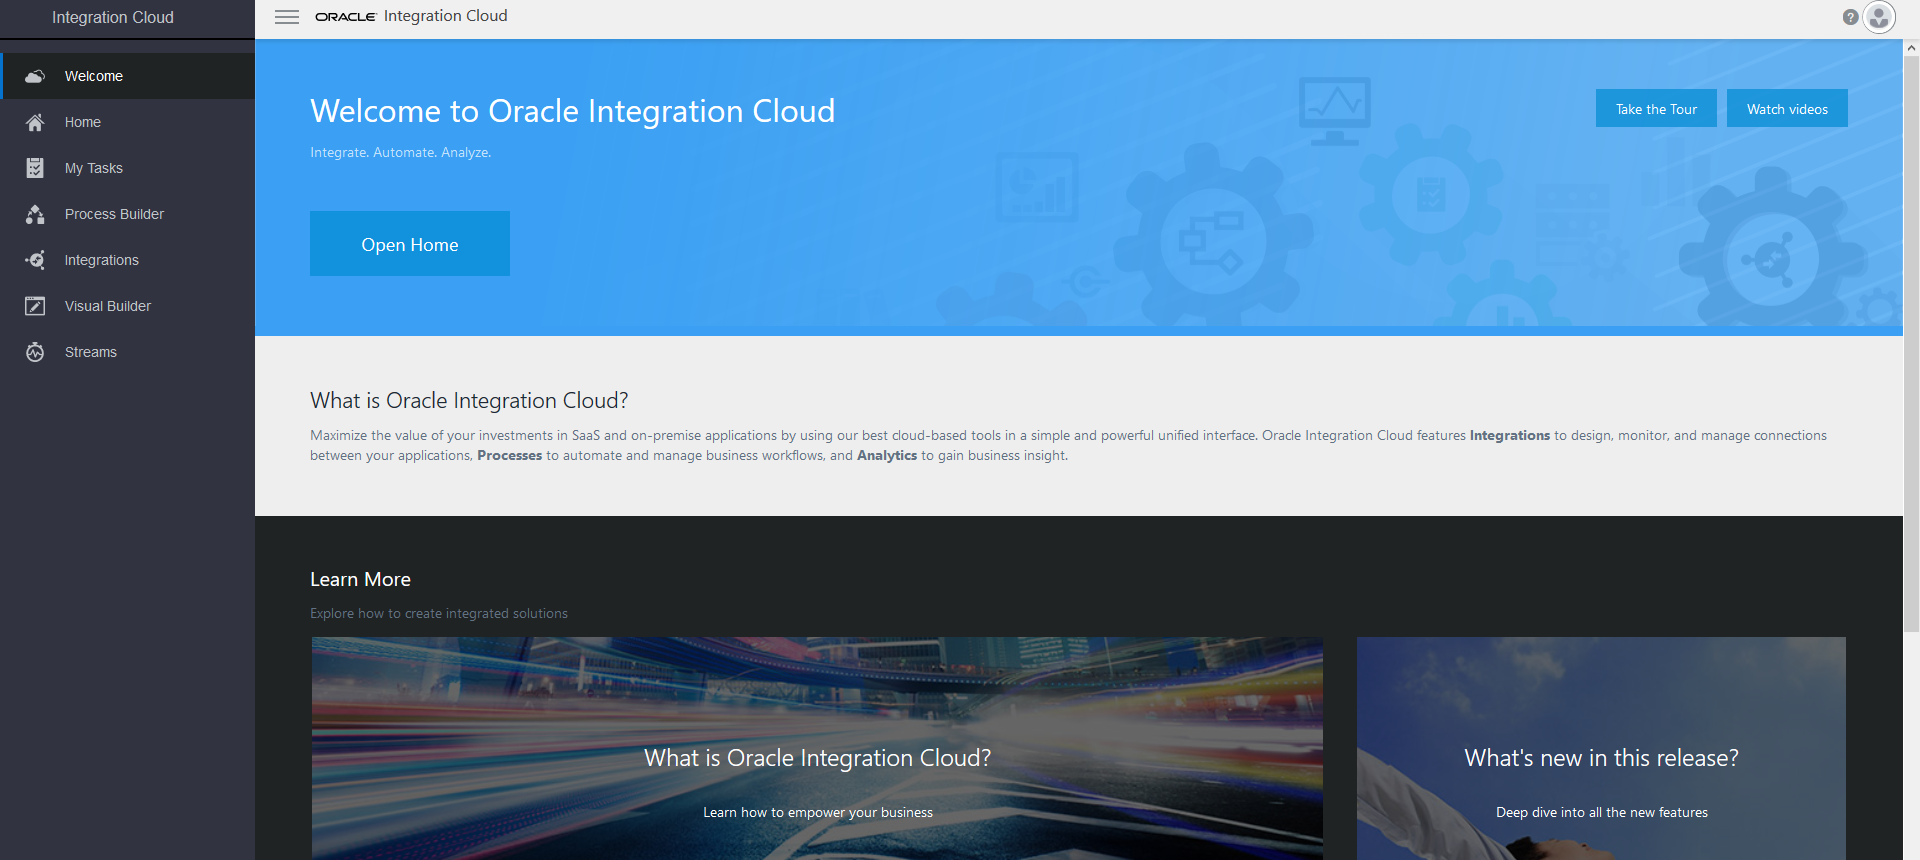 Integration Cloud
ORACLE Integration Cloud
?
Welcome
Home
My Tasks
Process Builder
Integrations
Visual Builder
Streams
Welcome to Oracle Integration Cloud
Integrate. Automate. Analyze.
Take the Tour
Watch videos
Open Home
What is Oracle Integration Cloud?
Maximize the value of your investments in SaaS and on-premise applications by using our best cloud-based tools in a simple and powerful unified interface. Oracle Integration Cloud features Integrations to design, monitor, and manage connections
between your applications, Processes to automate and manage business workflows, and Analytics to gain business insight.
Learn More
Explore how to create integrated solutions
What is Oracle Integration Cloud?
Learn how to empower your business
What's new in this release?
Deep dive into all the new features